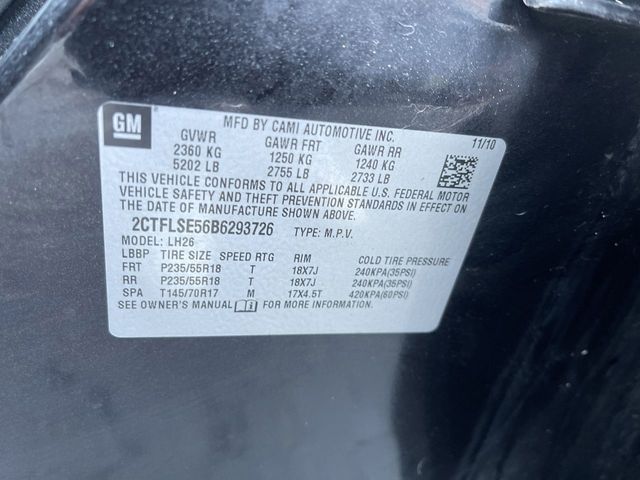 GM
MFD BY CAMI AUTOMOTIVE INC. 11/10
GVWR GAWR FRT GAWR RR
2360 KG 1250 KG 1240 KG
5202 LB 2755 LB 2733 LB
THIS VEHICLE CONFORMS TO ALL APPLICABLE U.S. FEDERAL MOTOR
VEHICLE SAFETY AND THEFT PREVENTION STANDARDS IN EFFECT ON
THE DATE OF MANUFACTURE SHOWN ABOVE.
2CTFLSE56B6293726 TYPE: M.P.V.
MODEL: LH26
LBBP TIRE SIZE SPEED RTG RIM COLD TIRE PRESSURE
FRT P235/55R18 T 18X7J 240KPA(35PSI)
RR P235/55R18 T 18X7J 240KPA(35PSI)
SPA T145/70R17 M 17X4.5T 420KPA(60PSI)
SEE OWNER'S MANUAL FOR MORE INFORMATION.